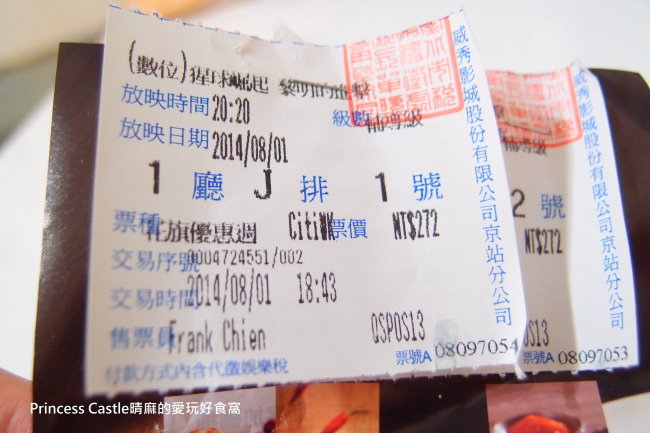 (數位)猩球崛起 黎明的進擊
放映時間 20:20 級數 輔導級
放映日期 2014/08/01
1 廳 J 排 1 號
票種 花旗優惠週 CitiWK 票價 NT$272
交易序號 0004724551/002
交易時間 2014/08/01 18:43
售票員 Frank Chien QSPOS13
付款方式內含代徵娛樂稅 票號A 08097054
威秀影城股份有限公司京站分公司
輔導級
2 號
NT$272
S13
票號A 08097053
威秀影城股份有限公司京站分公司
Princess Castle晴麻的愛玩好食窩